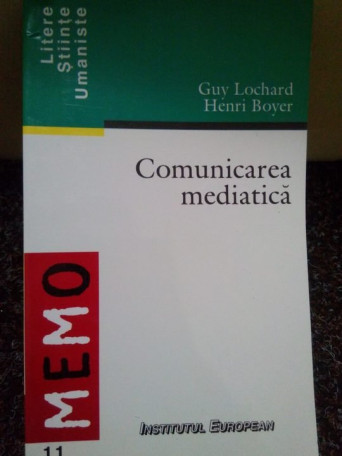 Litere
Științe
Umaniste
Guy Lochard
Henri Boyer
Comunicarea
mediatică
MEMO
11
INSTITUTUL EUROPEAN